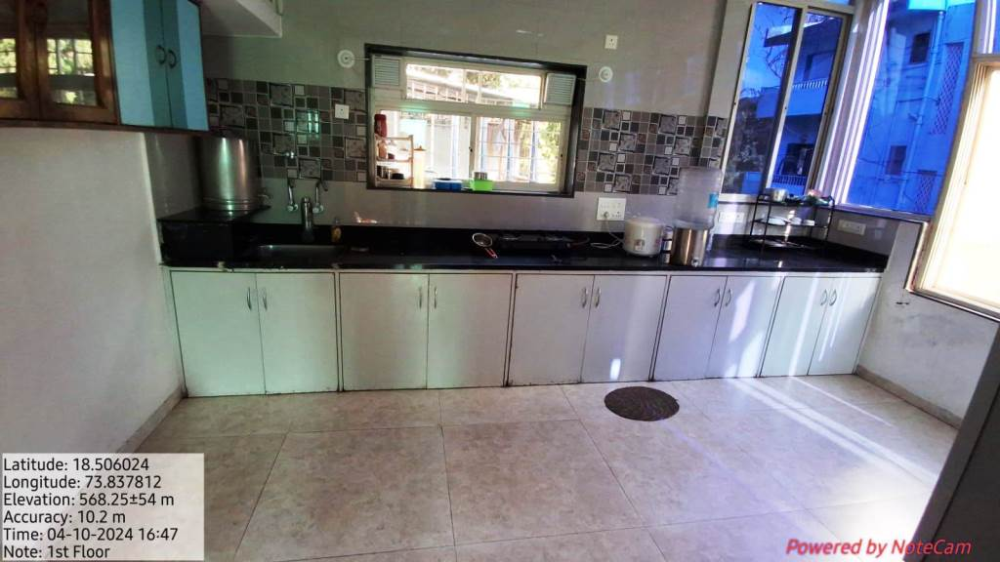 Latitude: 18.506024
Longitude: 73.837812
Elevation: 568.25±54 m
Accuracy: 10.2 m
Time: 04-10-2024 16:47
Note: 1st Floor
Powered by NoteCam